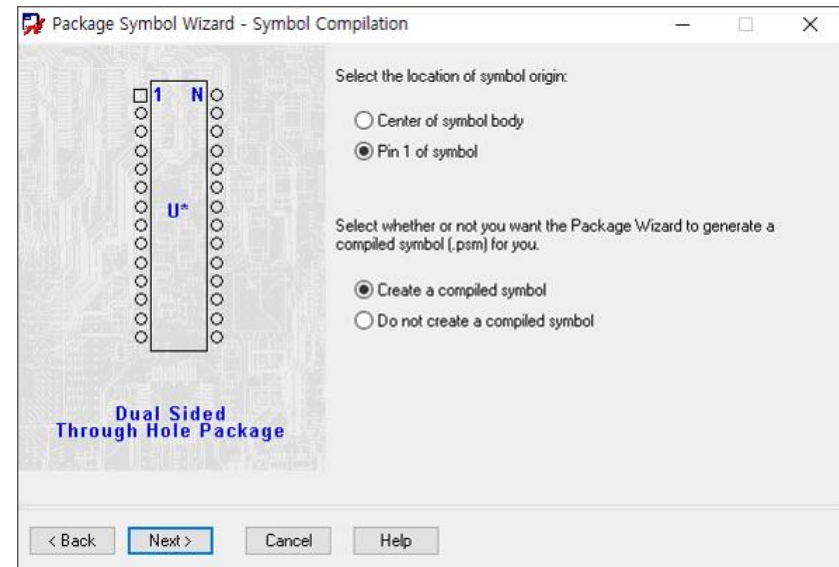 Package Symbol Wizard - Symbol Compilation
1 N
U*
Dual Sided
Through Hole Package
Select the location of symbol origin:
Center of symbol body
Pin 1 of symbol
Select whether or not you want the Package Wizard to generate a
compiled symbol (.psm) for you.
Create a compiled symbol
Do not create a compiled symbol
< Back Next > Cancel Help